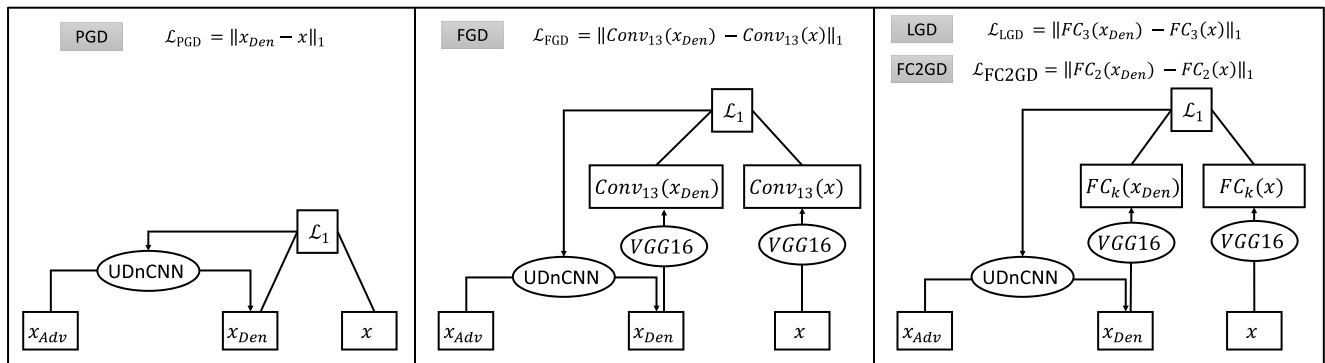 PGD ℒ_PGD = ‖x_Den − x‖_1
ℒ_1
UDnCNN
x_Adv x_Den x
FGD ℒ_FGD = ‖Conv_13(x_Den) − Conv_13(x)‖_1
ℒ_1
Conv_13(x_Den) Conv_13(x)
VGG16 VGG16
UDnCNN
x_Adv x_Den x
LGD ℒ_LGD = ‖FC_3(x_Den) − FC_3(x)‖_1
FC2GD ℒ_FC2GD = ‖FC_2(x_Den) − FC_2(x)‖_1
ℒ_1
FC_k(x_Den) FC_k(x)
VGG16 VGG16
UDnCNN
x_Adv x_Den x